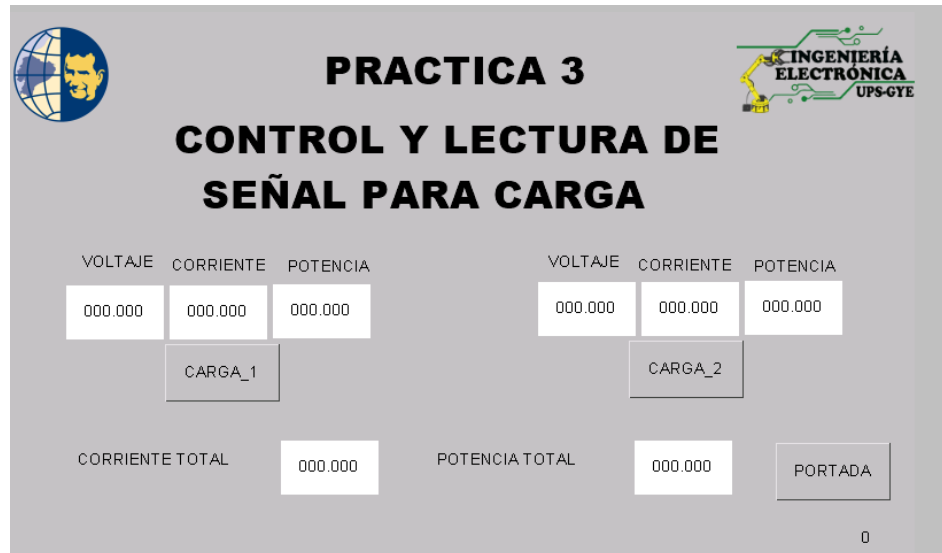 PRACTICA 3
INGENIERÍA
ELECTRÓNICA
UPS-GYE
CONTROL Y LECTURA DE
SEÑAL PARA CARGA
VOLTAJE CORRIENTE POTENCIA
000.000 000.000 000.000
CARGA_1
VOLTAJE CORRIENTE POTENCIA
000.000 000.000 000.000
CARGA_2
CORRIENTE TOTAL 000.000 POTENCIA TOTAL 000.000 PORTADA
0